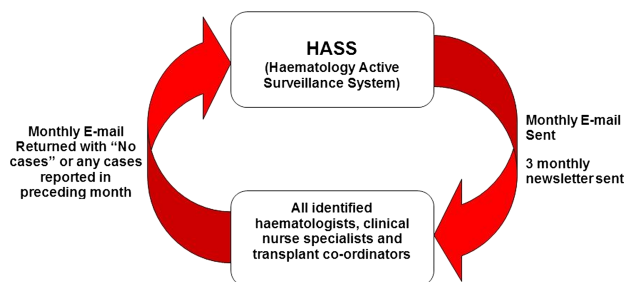 HASS
(Haematology Active
Surveillance System)
Monthly E-mail
Sent
3 monthly
newsletter sent
All identified
haematologists, clinical
nurse specialists and
transplant co-ordinators
Monthly E-mail
Returned with “No
cases” or any cases
reported in
preceding month